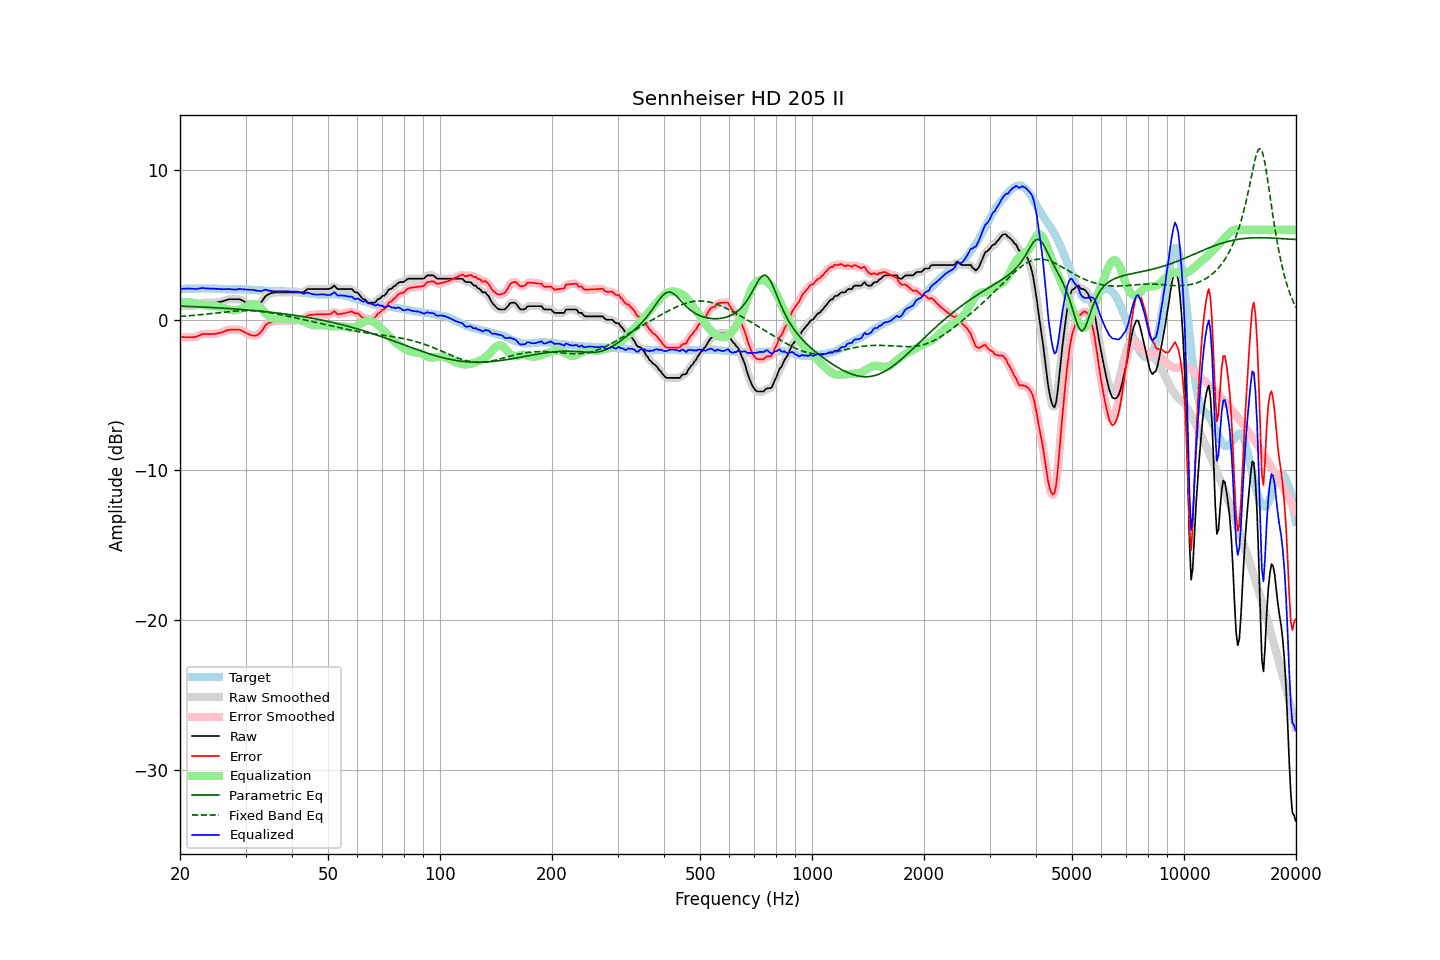 Sennheiser HD 205 II
Amplitude (dBr)
10
0
−10
−20
−30
Target
Raw Smoothed
Error Smoothed
Raw
Error
Equalization
Parametric Eq
Fixed Band Eq
Equalized
20 50 100 200 500 1000 2000 5000 10000 20000
Frequency (Hz)